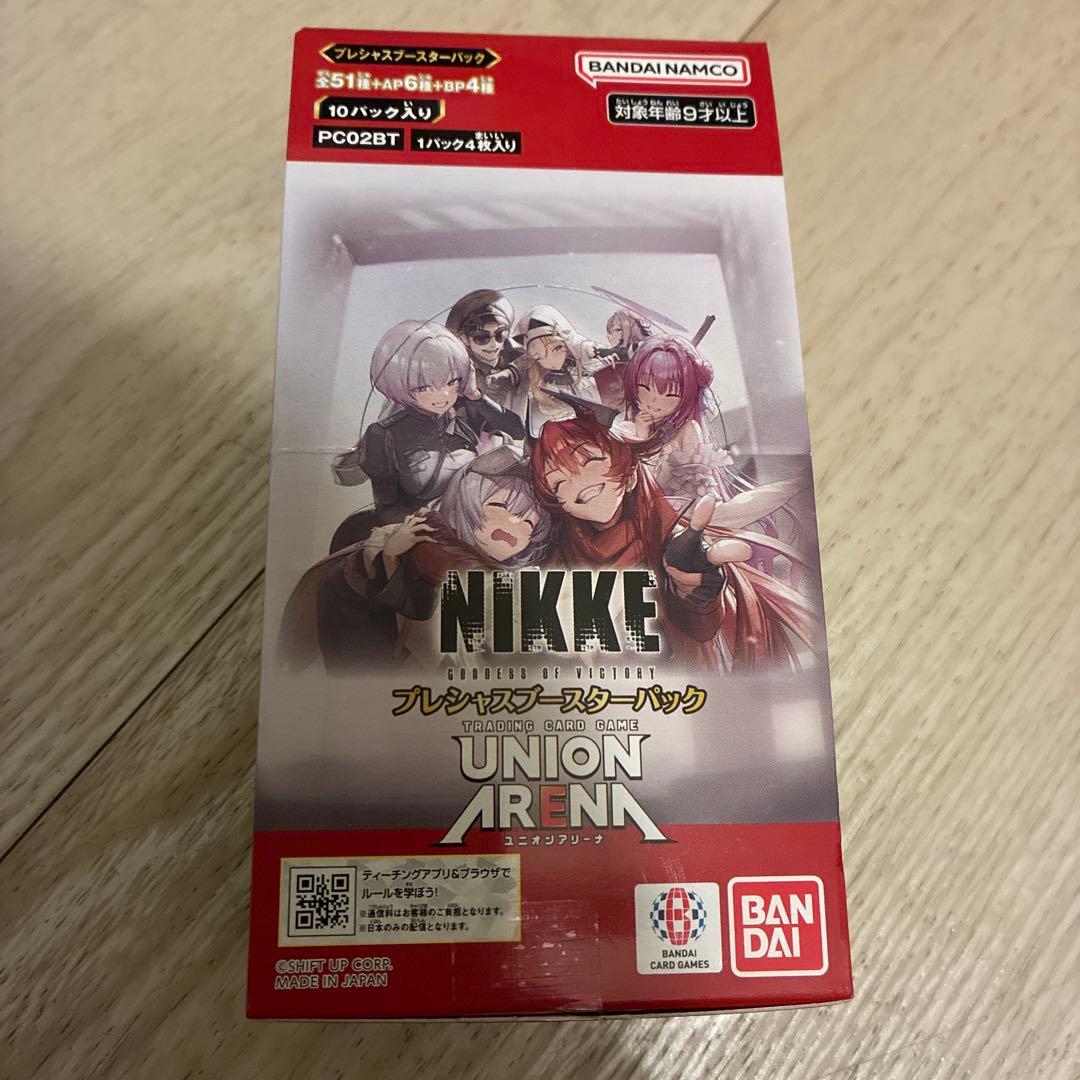 プレシャスブースターパック
全51種+AP6種+BP4種
10パック入り
PC02BT
1パック4枚入り
BANDAI NAMCO
対象年齢9才以上
NIKKE
GODDESS OF VICTORY
プレシャスブースターパック
TRADING CARD GAME
UNION
ARENA
ユニオンアリーナ
ティーチングアプリ&ブラウザで
ルールを学ぼう!
※通信料はお客様のご負担となります。
※日本のみの配信となります。
©SHIFT UP CORP.
MADE IN JAPAN
BANDAI
CARD GAMES
BAN
DAI